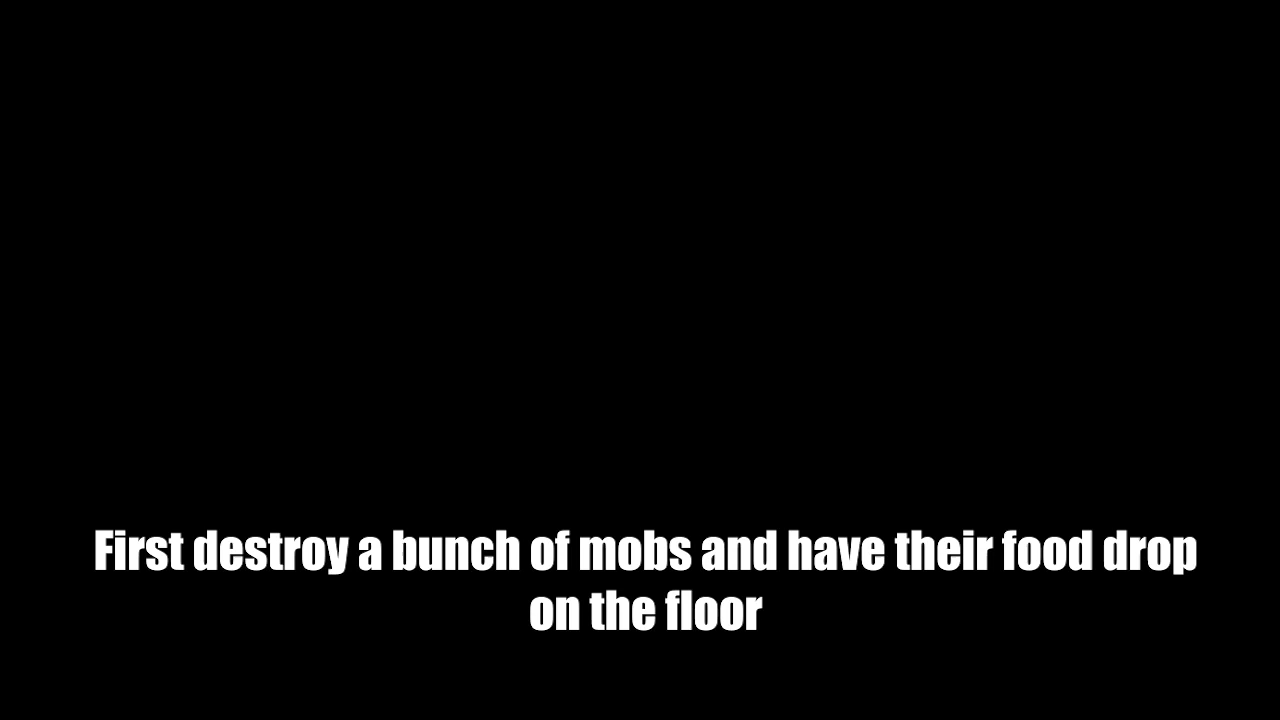 First destroy a bunch of mobs and have their food drop
on the floor